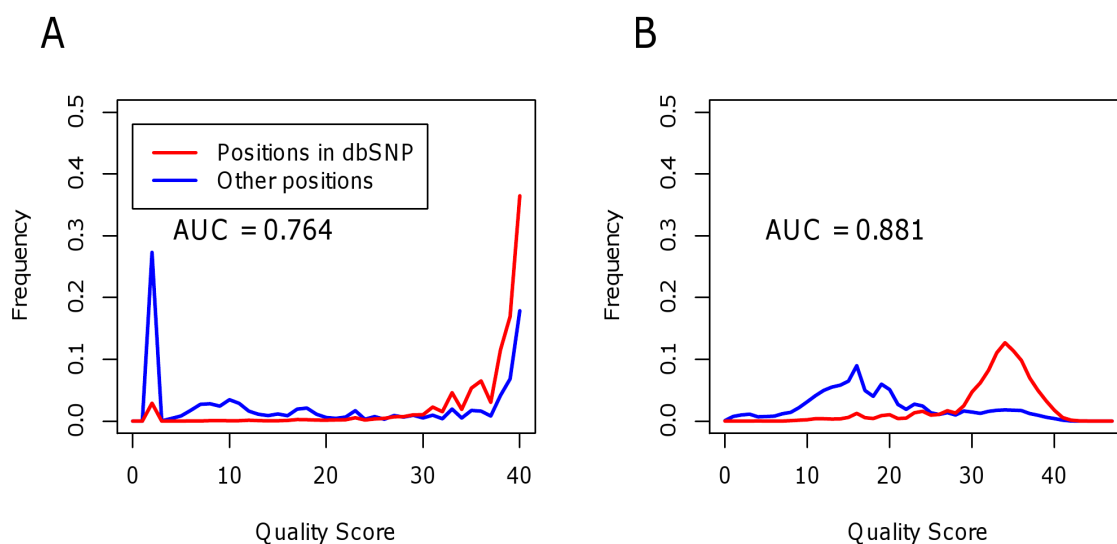 A
B
0.5
0.4
0.3
0.2
0.1
0.0
Frequency
Positions in dbSNP
Other positions
AUC = 0.764
0 10 20 30 40
Quality Score
0.5
0.4
0.3
0.2
0.1
0.0
Frequency
AUC = 0.881
0 10 20 30 40
Quality Score